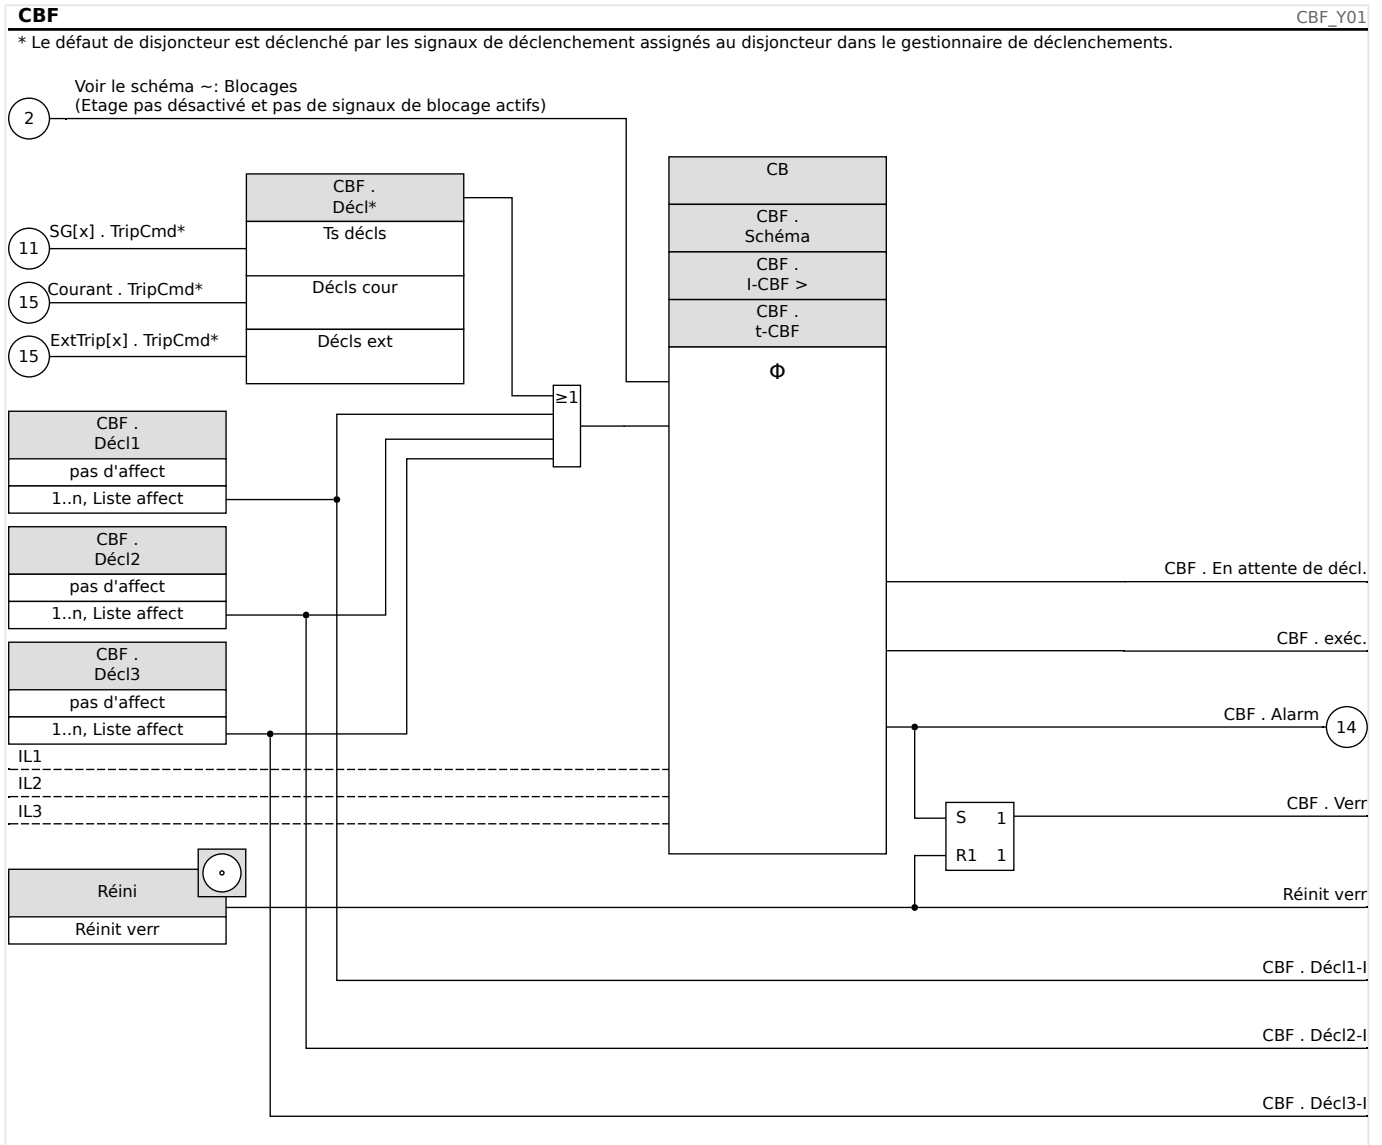 CBF
CBF_Y01
* Le défaut de disjoncteur est déclenché par les signaux de déclenchement assignés au disjoncteur dans le gestionnaire de déclenchements.
Voir le schéma ~: Blocages
(Etage pas désactivé et pas de signaux de blocage actifs)
2
CBF .
Décl*
Ts décls
Décls cour
Décls ext
SG[x] . TripCmd*
11
Courant . TripCmd*
15
ExtTrip[x] . TripCmd*
15
CB
CBF .
Schéma
CBF .
I-CBF >
CBF .
t-CBF
Φ
≥1
CBF .
Décl1
pas d'affect
1..n, Liste affect
CBF .
Décl2
pas d'affect
1..n, Liste affect
CBF .
Décl3
pas d'affect
1..n, Liste affect
IL1
IL2
IL3
CBF . En attente de décl.
CBF . exéc.
CBF . Alarm
14
S 1
R1 1
CBF . Verr
Réini
Réinit verr
Réinit verr
CBF . Décl1-I
CBF . Décl2-I
CBF . Décl3-I